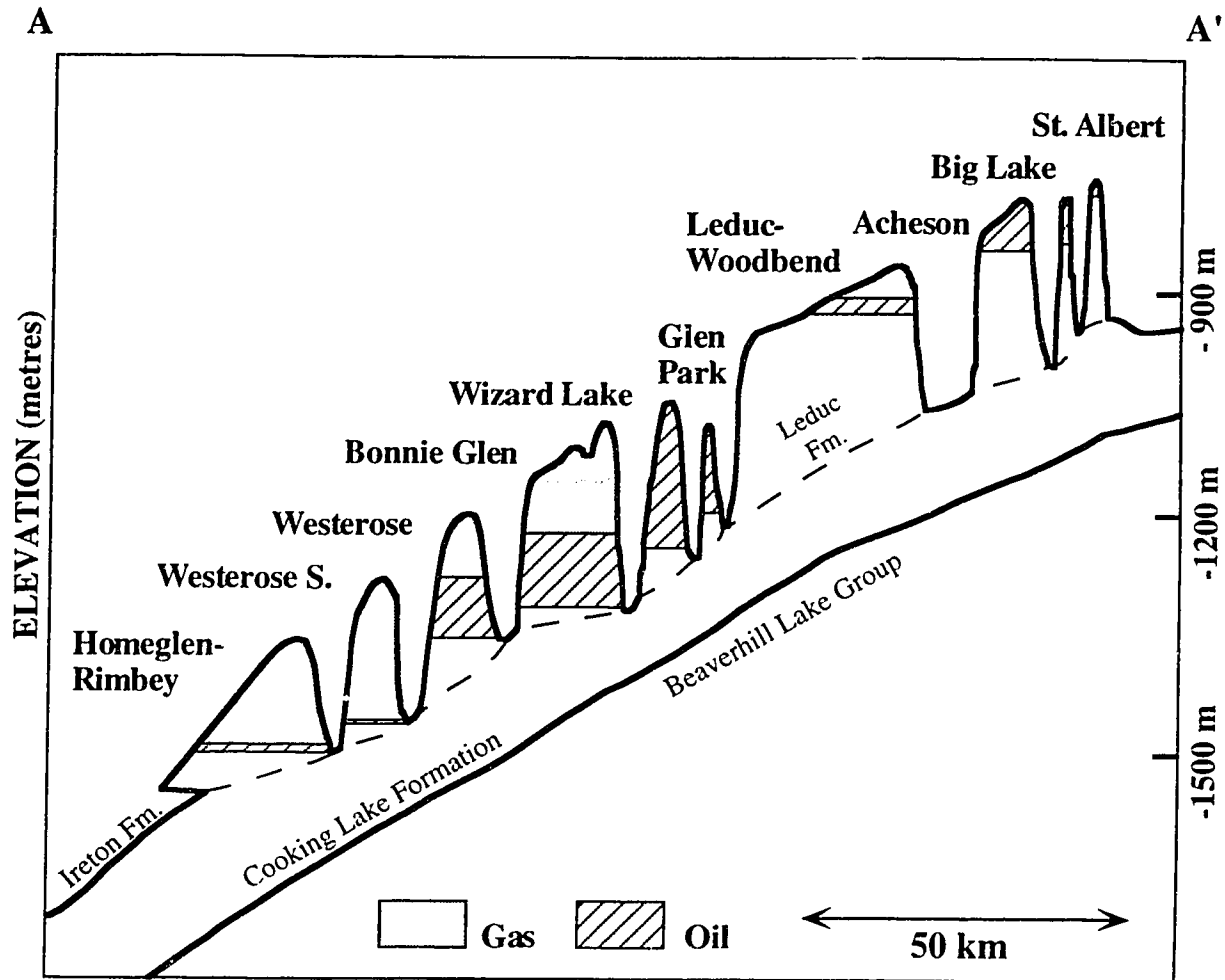 A
A'
St. Albert
Big Lake
Acheson
Leduc-
Woodbend
Glen
Park
Wizard Lake
Bonnie Glen
Westerose
Westerose S.
Homeglen-
Rimbey
ELEVATION (metres)
- 900 m
-1200 m
-1500 m
Leduc
Fm.
Beaverhill Lake Group
Cooking Lake Formation
Ireton Fm.
Gas
Oil
50 km